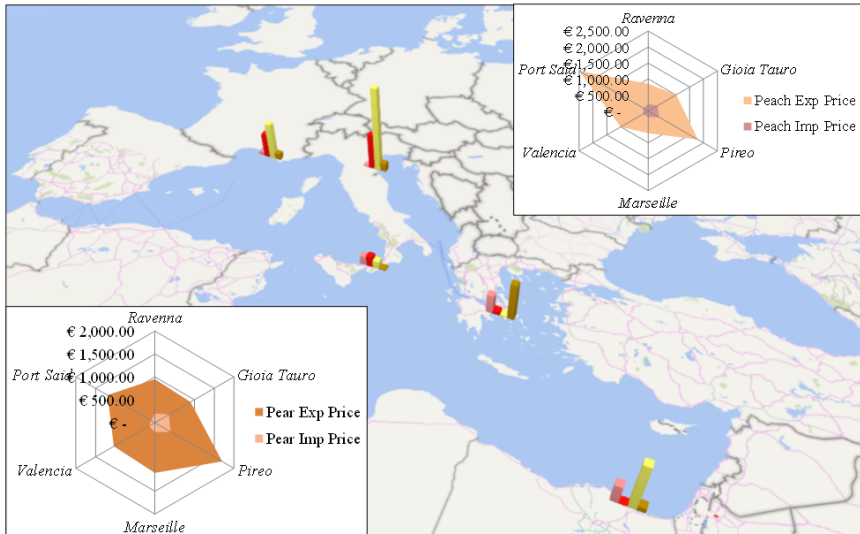 Ravenna
€ 2,500.00
€ 2,000.00
€ 1,500.00
€ 1,000.00
€ 500.00
€ -
Port Said
Gioia Tauro
Valencia
Pireo
Marseille
Peach Exp Price
Peach Imp Price
Ravenna
€ 2,000.00
€ 1,500.00
€ 1,000.00
€ 500.00
€ -
Port Said
Gioia Tauro
Valencia
Pireo
Marseille
Pear Exp Price
Pear Imp Price